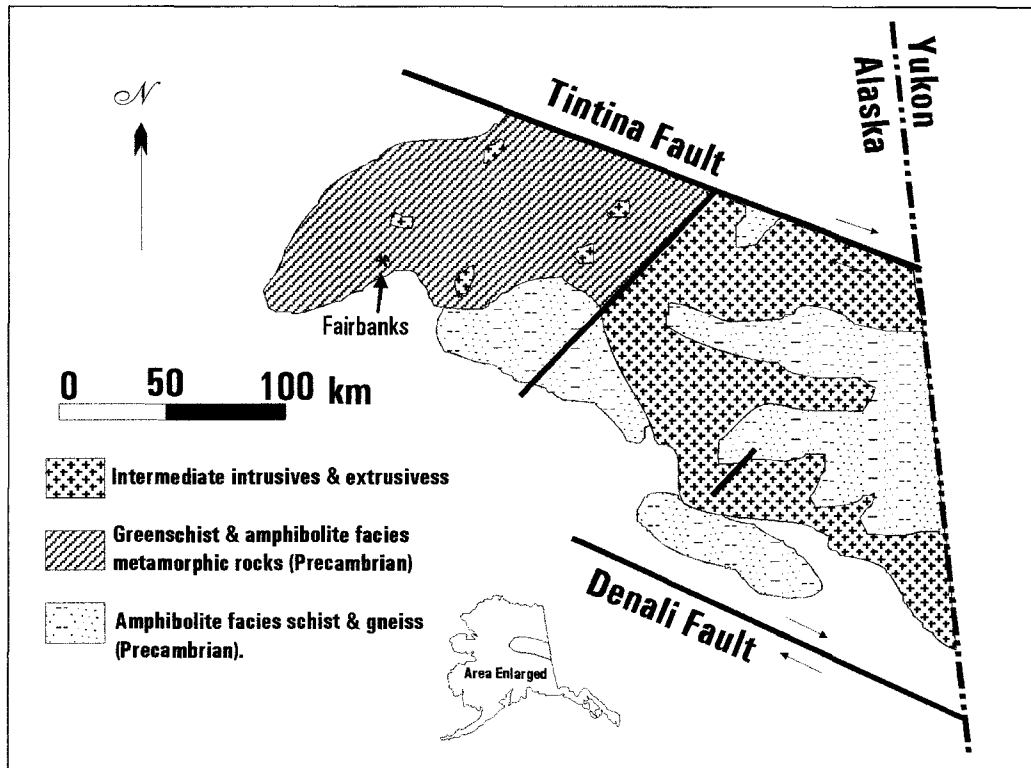 N
Tintina Fault
Yukon
Alaska
Fairbanks
0 50 100 km
Intermediate intrusives & extrusivess
Greenschist & amphibolite facies
metamorphic rocks (Precambrian)
Amphibolite facies schist & gneiss
(Precambrian).
Area Enlarged
Denali Fault